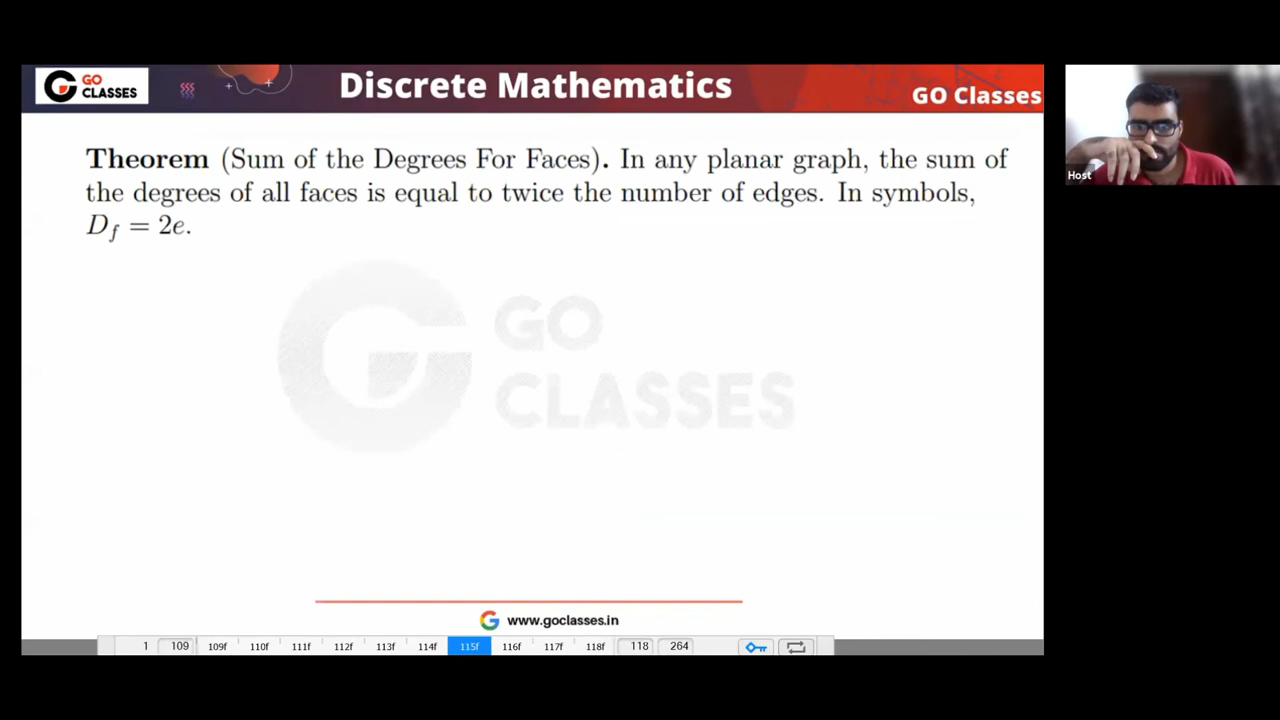 GO
CLASSES
Discrete Mathematics
GO Classes
Theorem (Sum of the Degrees For Faces). In any planar graph, the sum of
the degrees of all faces is equal to twice the number of edges. In symbols,
D_f = 2e.
GO
CLASSES
www.goclasses.in
1 109 109f 110f 111f 112f 113f 114f 115f 116f 117f 118f 118 264
Host